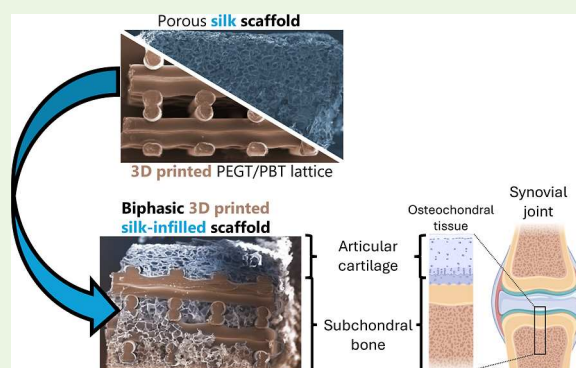 Porous silk scaffold
3D printed PEGT/PBT lattice
Biphasic 3D printed
silk-infilled scaffold
Articular
cartilage
Subchondral
bone
Osteochondral
tissue
Synovial
joint